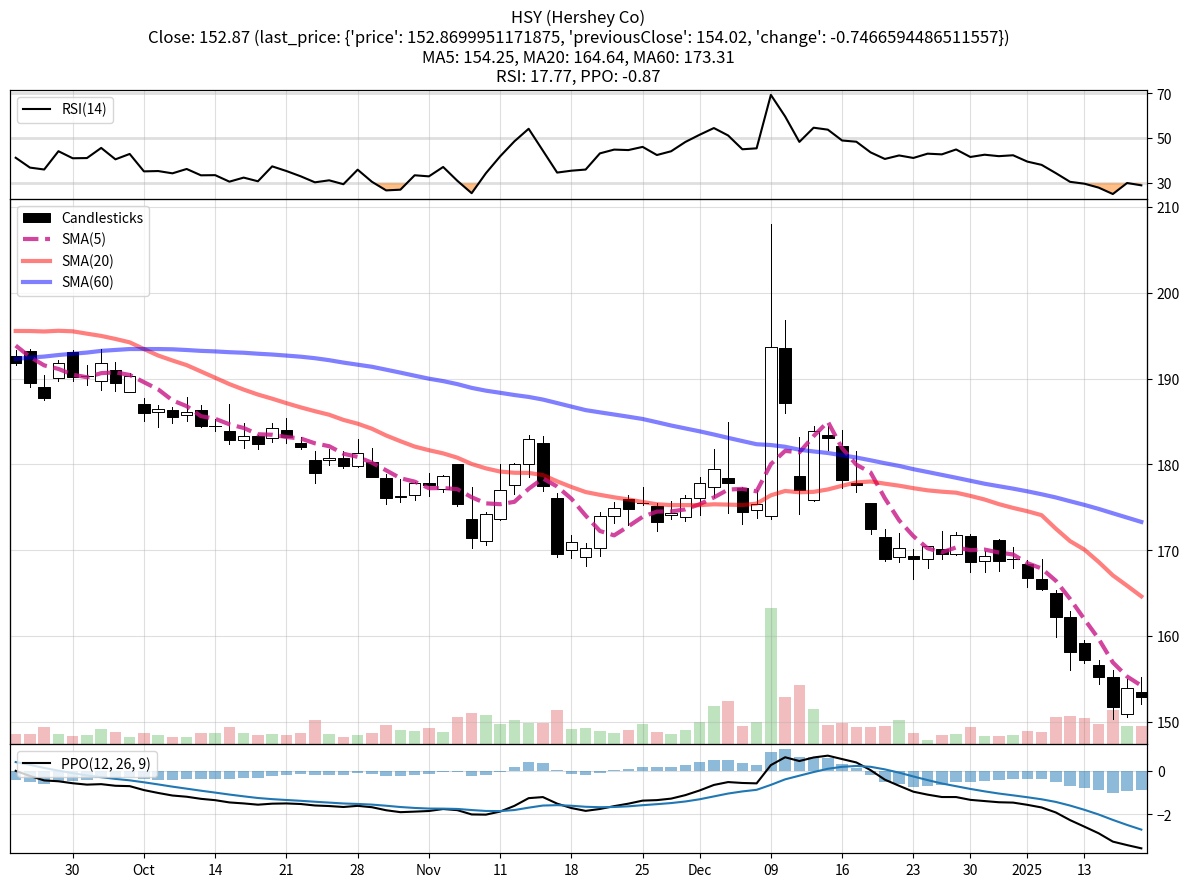 HSY (Hershey Co)
Close: 152.87 (last_price: {'price': 152.8699951171875, 'previousClose': 154.02, 'change': -0.7466594486511557})
MA5: 154.25, MA20: 164.64, MA60: 173.31
RSI: 17.77, PPO: -0.87
RSI(14)
70
50
30
Candlesticks
SMA(5)
SMA(20)
SMA(60)
210
200
190
180
170
160
150
PPO(12, 26, 9)
0
−2
30 Oct 14 21 28 Nov 11 18 25 Dec 09 16 23 30 2025 13